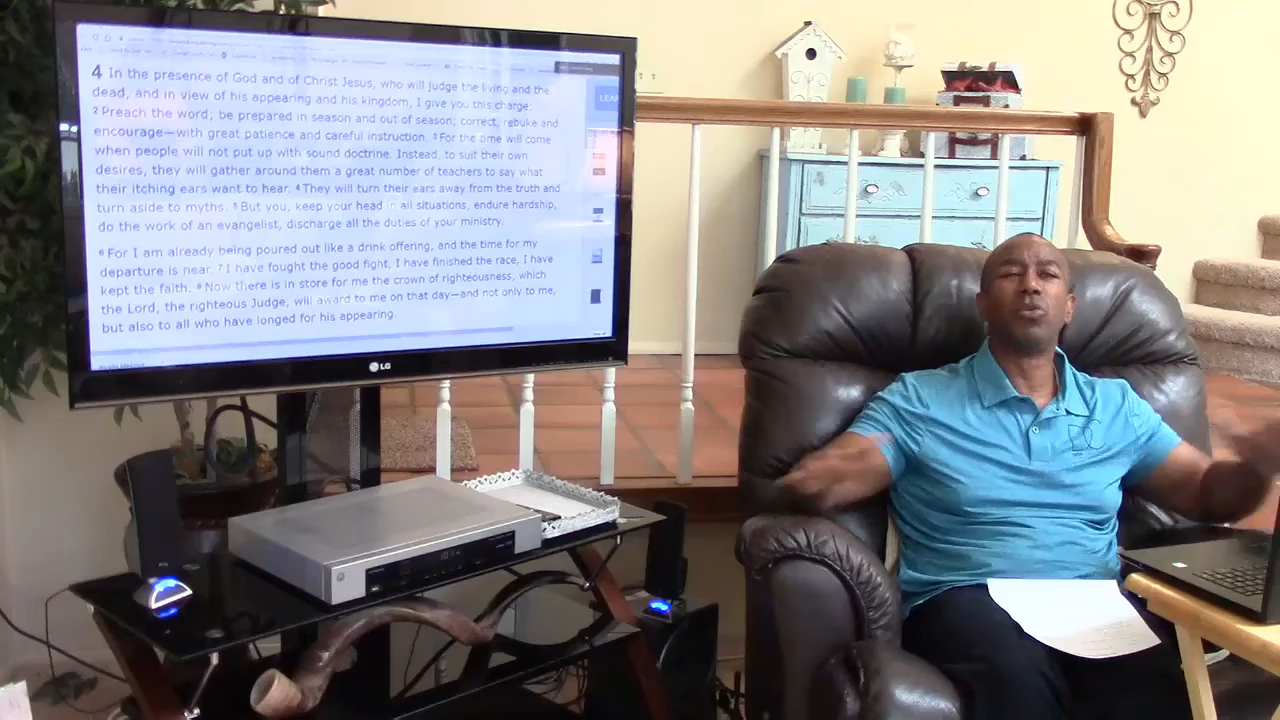 4 In the presence of God and of Christ Jesus, who will judge the living and the
dead, and in view of his appearing and his kingdom, I give you this charge:
2 Preach the word; be prepared in season and out of season; correct, rebuke and
encourage—with great patience and careful instruction. 3 For the time will come
when people will not put up with sound doctrine. Instead, to suit their own
desires, they will gather around them a great number of teachers to say what
their itching ears want to hear. 4 They will turn their ears away from the truth and
turn aside to myths. 5 But you, keep your head in all situations, endure hardship,
do the work of an evangelist, discharge all the duties of your ministry.
6 For I am already being poured out like a drink offering, and the time for my
departure is near. 7 I have fought the good fight, I have finished the race, I have
kept the faith. 8 Now there is in store for me the crown of righteousness, which
the Lord, the righteous Judge, will award to me on that day—and not only to me,
but also to all who have longed for his appearing.
LEAR
LG
DC